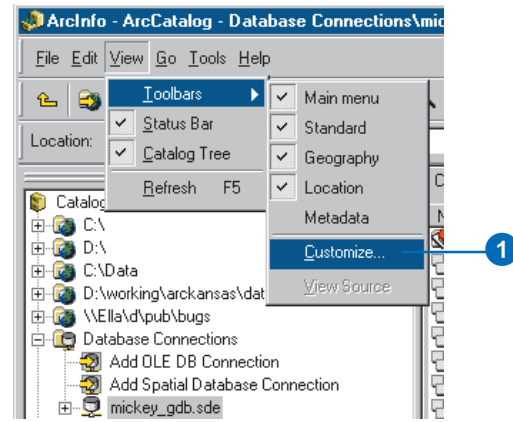 ArcInfo - ArcCatalog - Database Connections\mic
File Edit View Go Tools Help
Toolbars
Main menu
Location:
Status Bar
Standard
Catalog Tree
Geography
Refresh F5
Location
Metadata
Customize...
1
View Source
Catalog
C:\
D:\
C:\Data
D:\working\arckansas\dat
\\Ella\d\pub\bugs
Database Connections
Add OLE DB Connection
Add Spatial Database Connection
mickey_gdb.sde